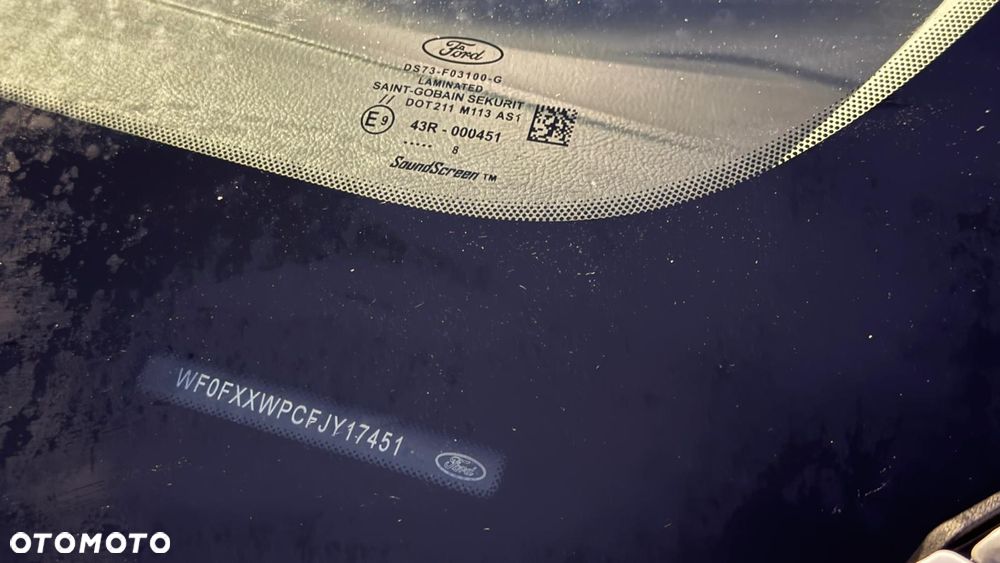 Ford
DS73-F03100-G
LAMINATED
SAINT-GOBAIN SEKURIT
DOT211 M113 AS1
E9
43R - 000451
..... 8
SoundScreen™
WF0FXXWPCFJY17451
Ford
OTOMOTO